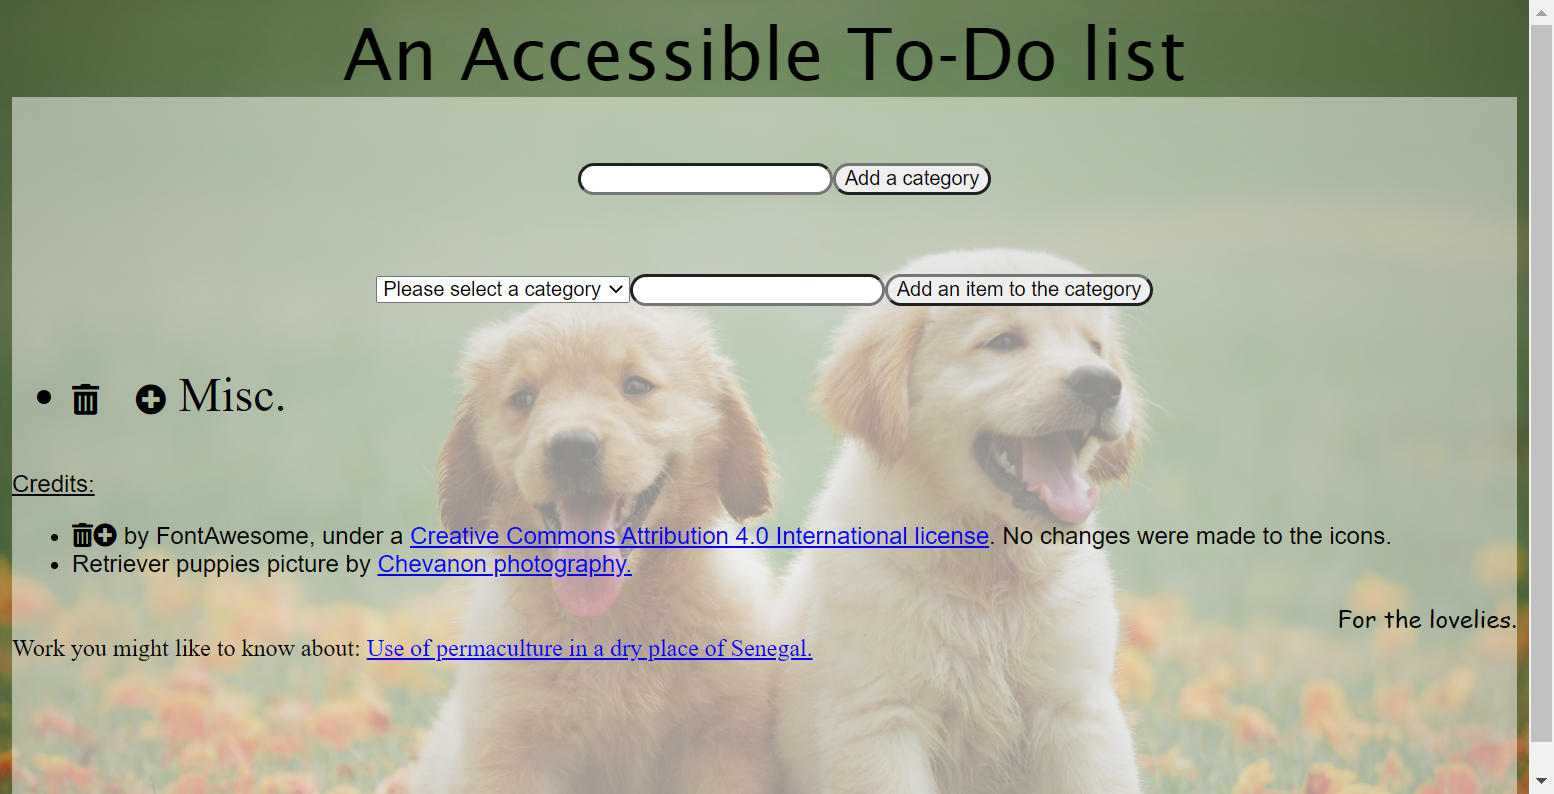 An Accessible To-Do list
Add a category
Please select a category Add an item to the category
Misc.
Credits:
by FontAwesome, under a Creative Commons Attribution 4.0 International license. No changes were made to the icons.
Retriever puppies picture by Chevanon photography.
For the lovelies.
Work you might like to know about: Use of permaculture in a dry place of Senegal.